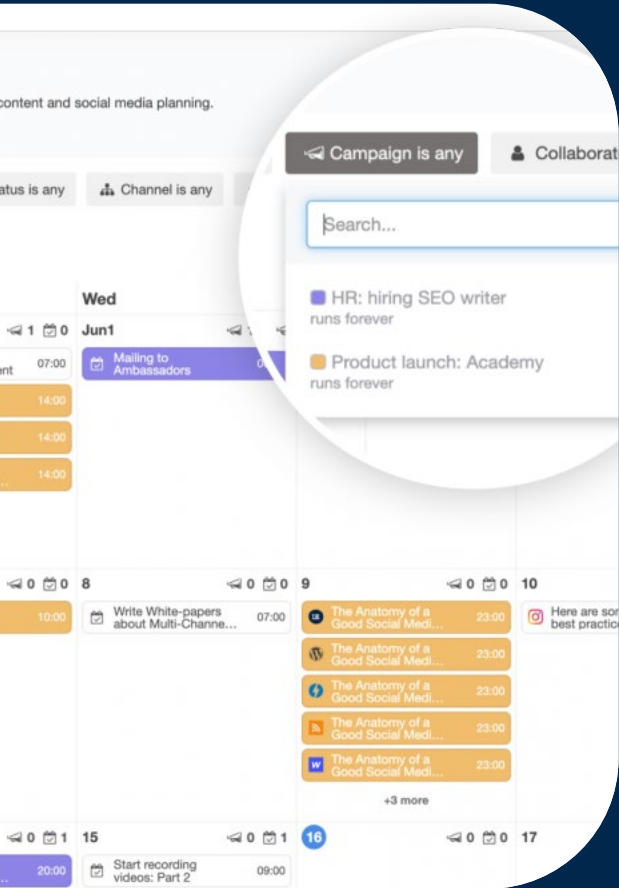 content and social media planning.
Campaign is any
Collaborat
atus is any
Channel is any
Search...
HR: hiring SEO writer
runs forever
Product launch: Academy
runs forever
Wed
1 0
Jun1
ent
07:00
Mailing to
Ambassadors
14:00
14:00
14:00
0 0
8
0 0
9
0 0
10
10:00
Write White-papers
about Multi-Channe...
07:00
The Anatomy of a
Good Social Medi...
23:00
Here are sor
best practic
The Anatomy of a
Good Social Medi...
23:00
The Anatomy of a
Good Social Medi...
23:00
The Anatomy of a
Good Social Medi...
23:00
The Anatomy of a
Good Social Medi...
23:00
+3 more
0 1
15
0 1
16
0 0
17
20:00
Start recording
videos: Part 2
09:00